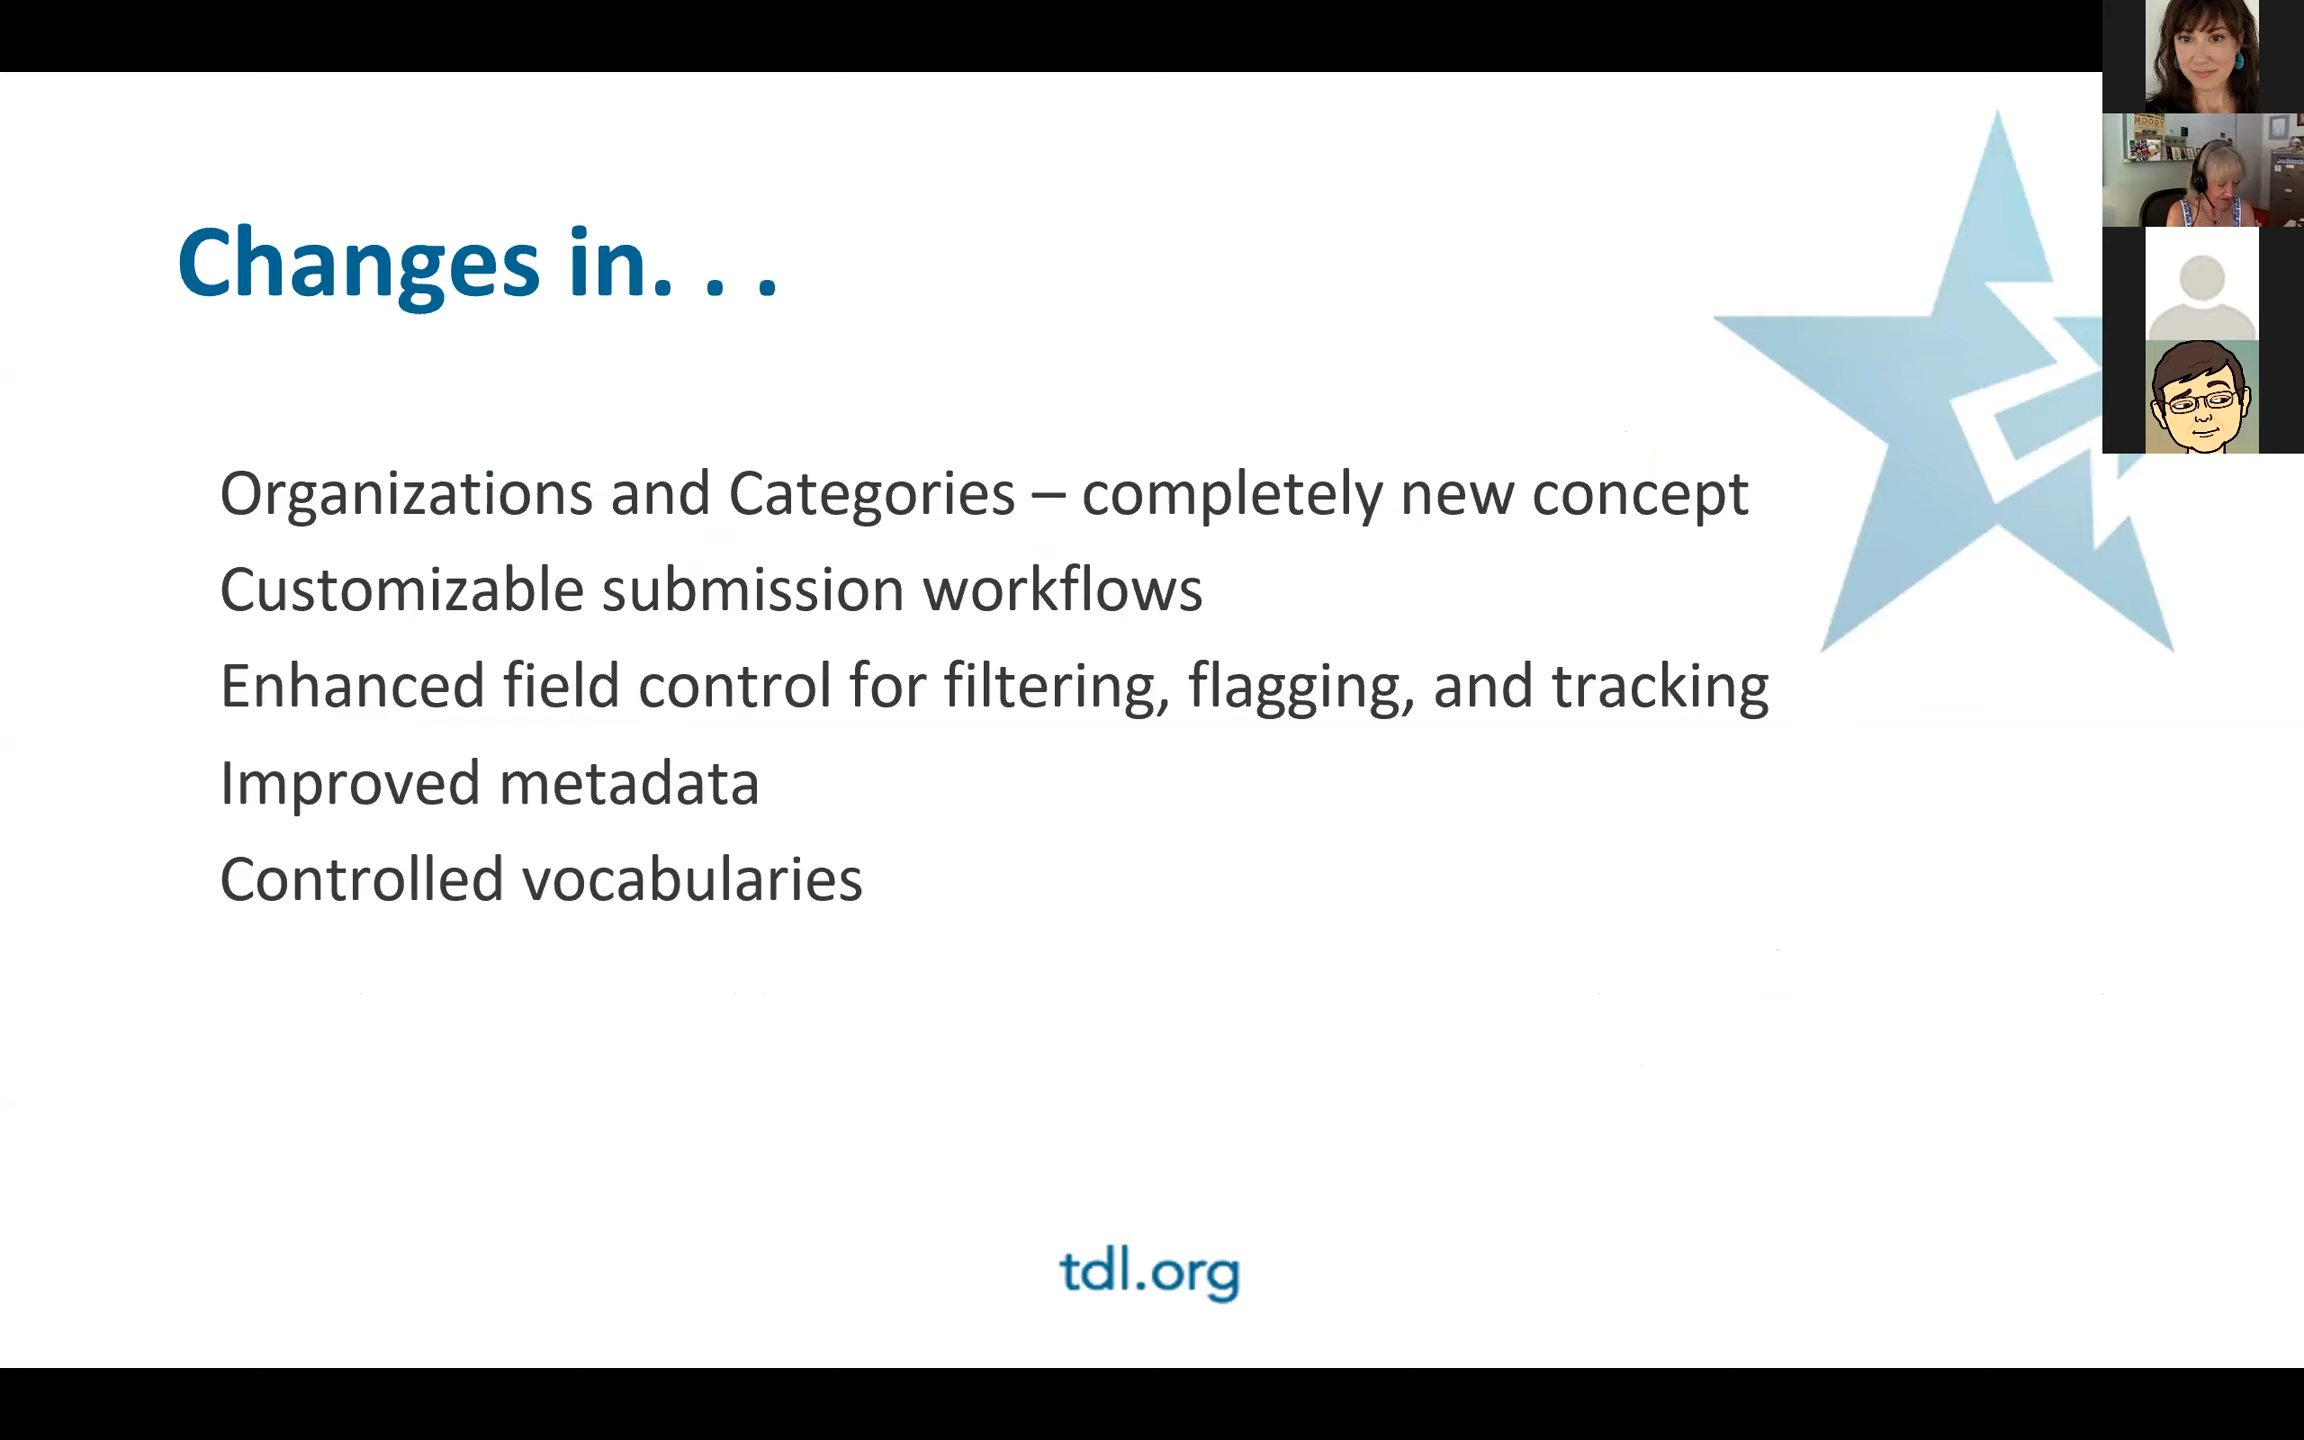 Changes in. . .
Organizations and Categories – completely new concept
Customizable submission workflows
Enhanced field control for filtering, flagging, and tracking
Improved metadata
Controlled vocabularies
tdl.org